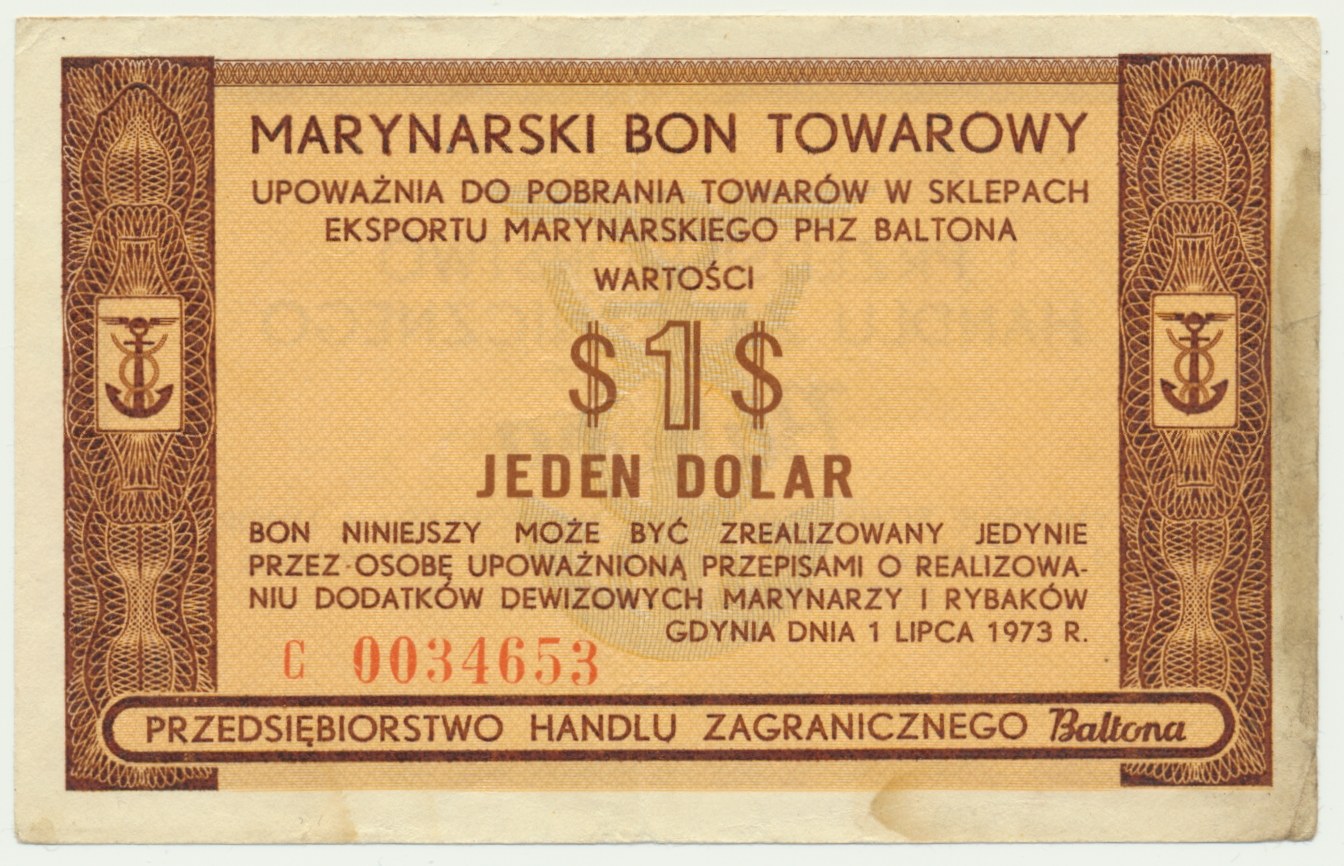 MARYNARSKI BON TOWAROWY
UPOWAŻNIA DO POBRANIA TOWARÓW W SKLEPACH
EKSPORTU MARYNARSKIEGO PHZ BALTONA
WARTOŚCI
$1$
JEDEN DOLAR
BON NINIEJSZY MOŻE BYĆ ZREALIZOWANY JEDYNIE
PRZEZ OSOBĘ UPOWAŻNIONĄ PRZEPISAMI O REALIZOWA-
NIU DODATKÓW DEWIZOWYCH MARYNARZY I RYBAKÓW
GDYNIA DNIA 1 LIPCA 1973 R.
C 0034653
PRZEDSIĘBIORSTWO HANDLU ZAGRANICZNEGO Baltona